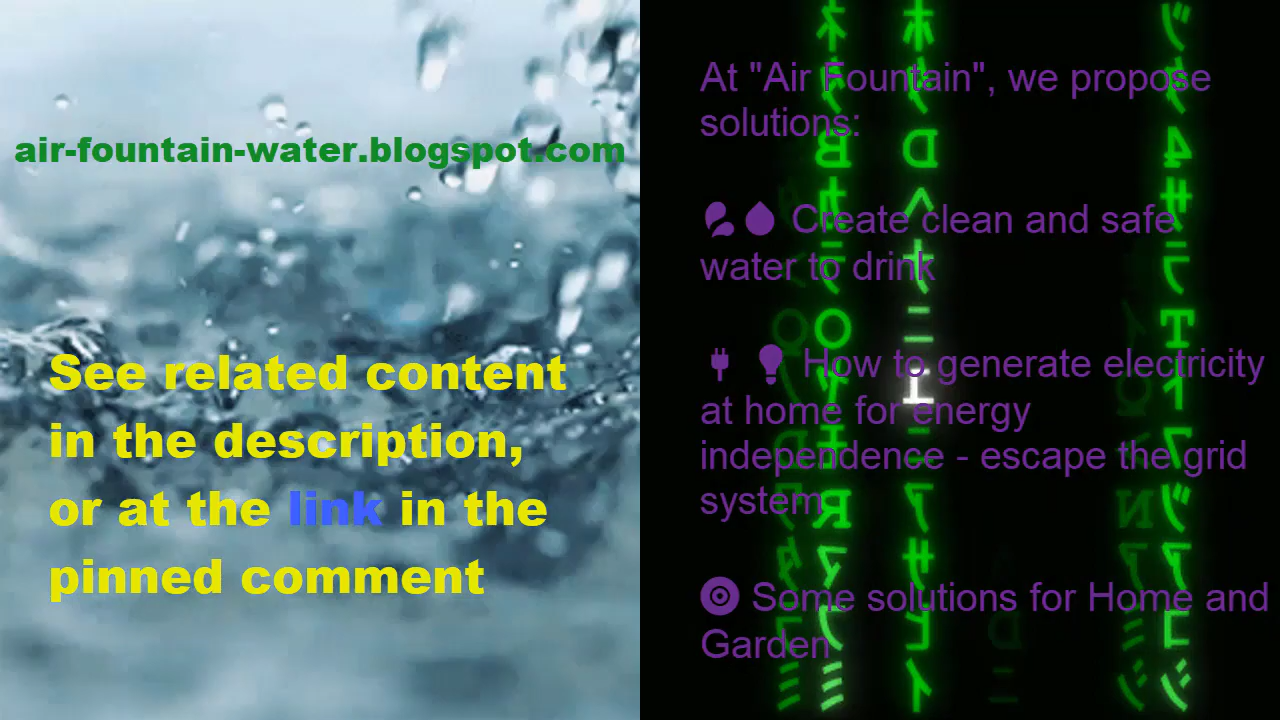 air-fountain-water.blogspot.com
See related content
in the description,
or at the link in the
pinned comment
At "Air Fountain", we propose
solutions:
Create clean and safe
water to drink
How to generate electricity
at home for energy
independence - escape the grid
system
Some solutions for Home and
Garden